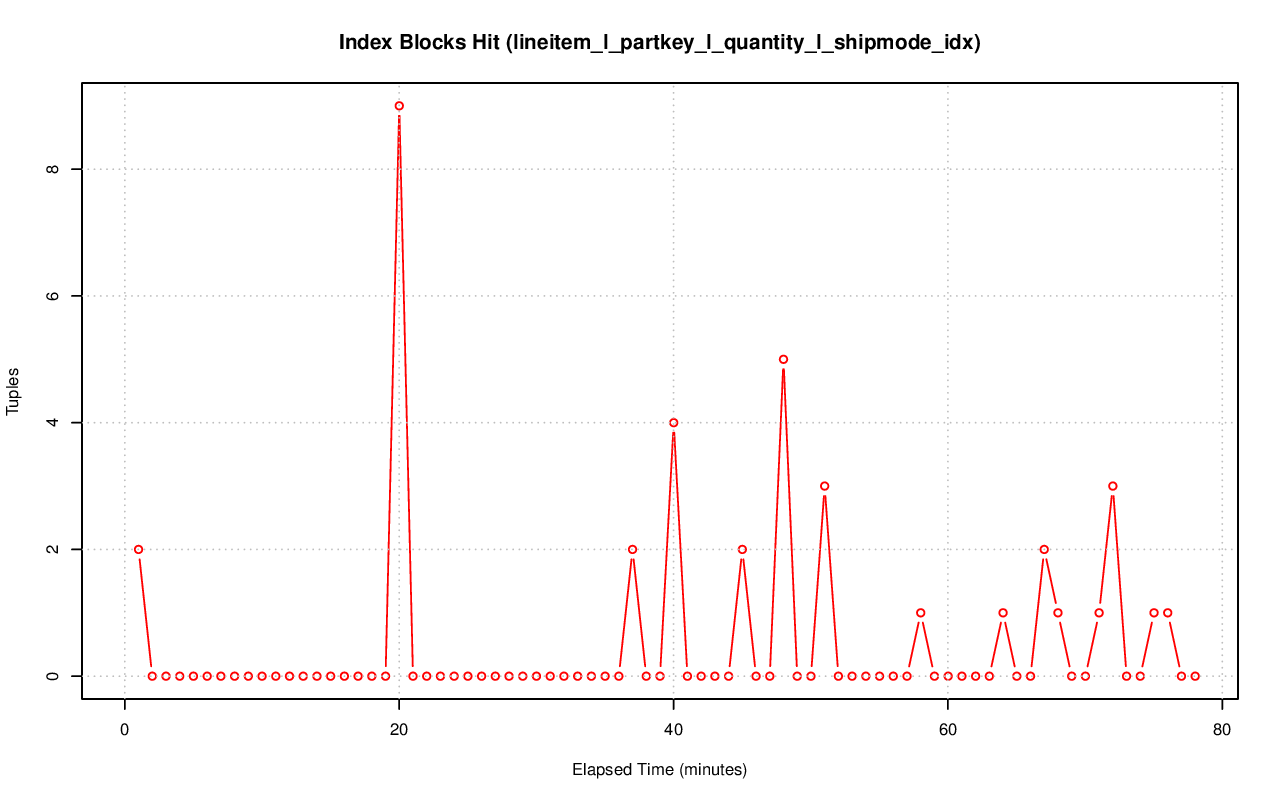 Index Blocks Hit (lineitem_l_partkey_l_quantity_l_shipmode_idx)
Tuples
8
6
4
2
0
0 20 40 60 80
Elapsed Time (minutes)